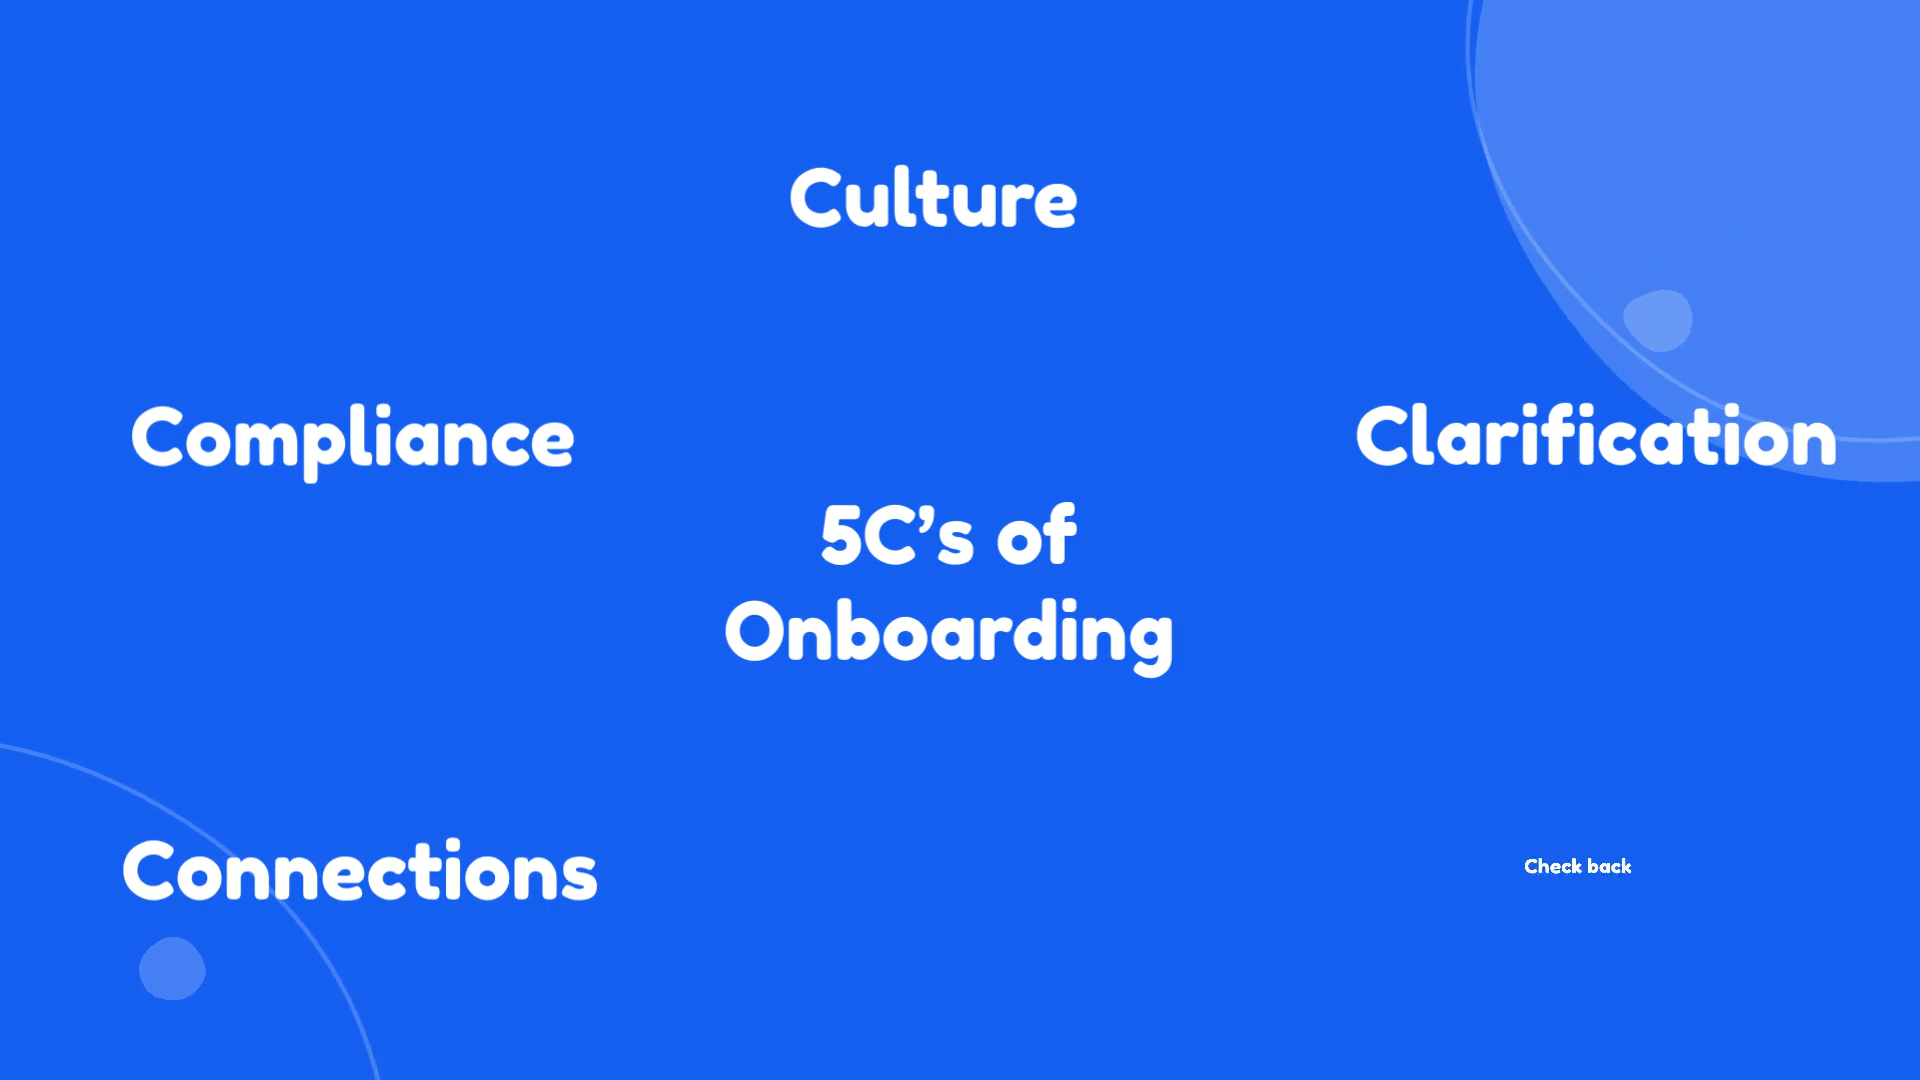 Culture
Compliance
Clarification
5C’s of
Onboarding
Connections
Check back